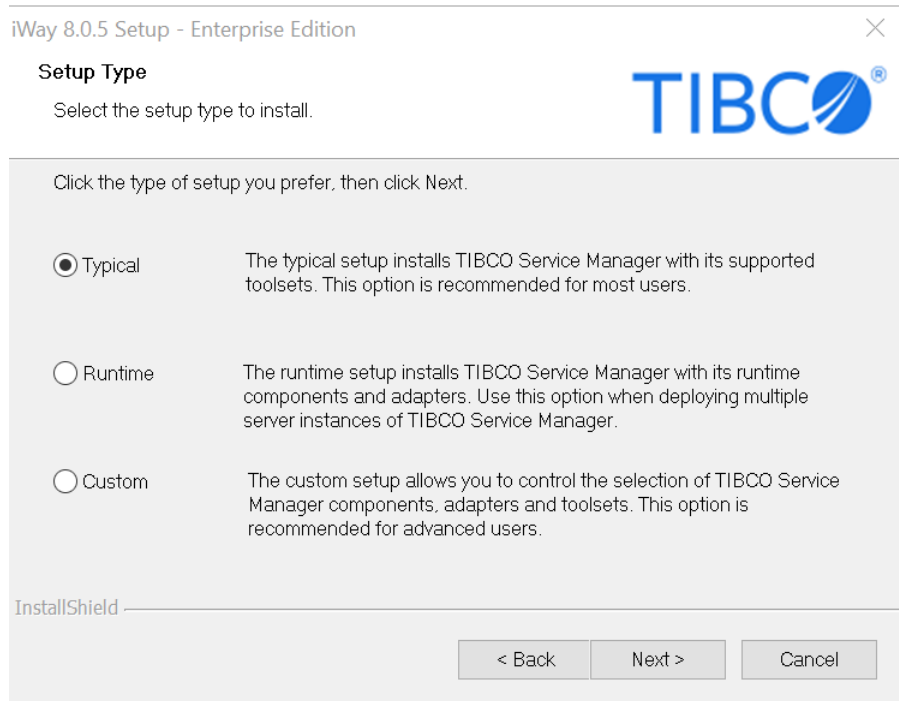 iWay 8.0.5 Setup - Enterprise Edition
Setup Type
Select the setup type to install.
TIBCO®
Click the type of setup you prefer, then click Next.
Typical
The typical setup installs TIBCO Service Manager with its supported
toolsets. This option is recommended for most users.
Runtime
The runtime setup installs TIBCO Service Manager with its runtime
components and adapters. Use this option when deploying multiple
server instances of TIBCO Service Manager.
Custom
The custom setup allows you to control the selection of TIBCO Service
Manager components, adapters and toolsets. This option is
recommended for advanced users.
InstallShield
< Back
Next >
Cancel